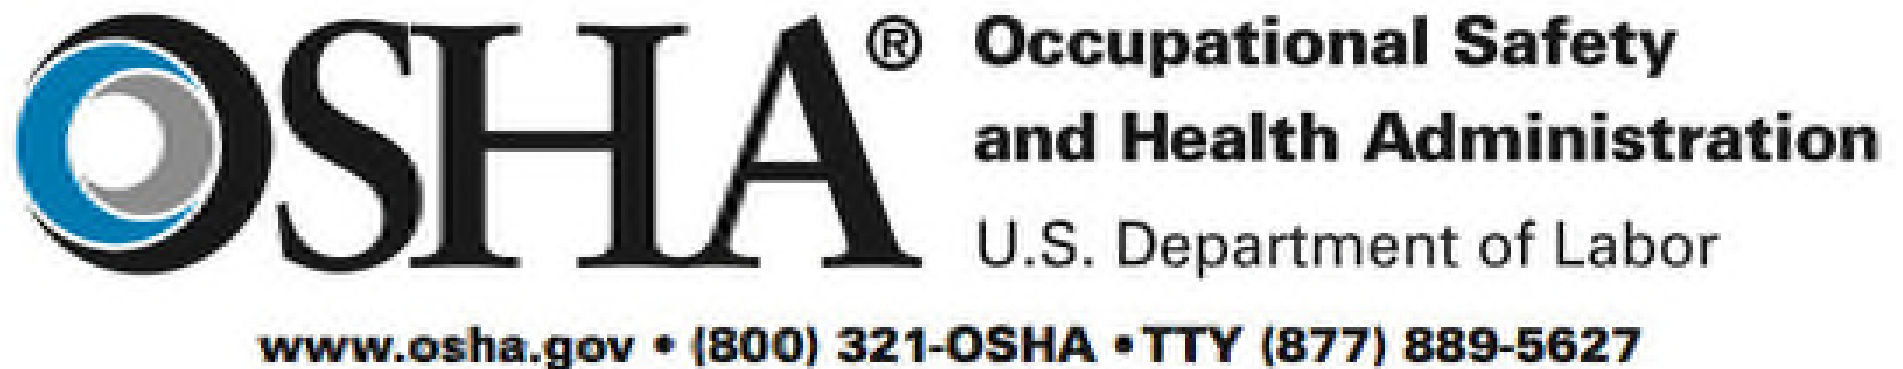 OSHA® Occupational Safety
and Health Administration
U.S. Department of Labor
www.osha.gov • (800) 321-OSHA • TTY (877) 889-5627